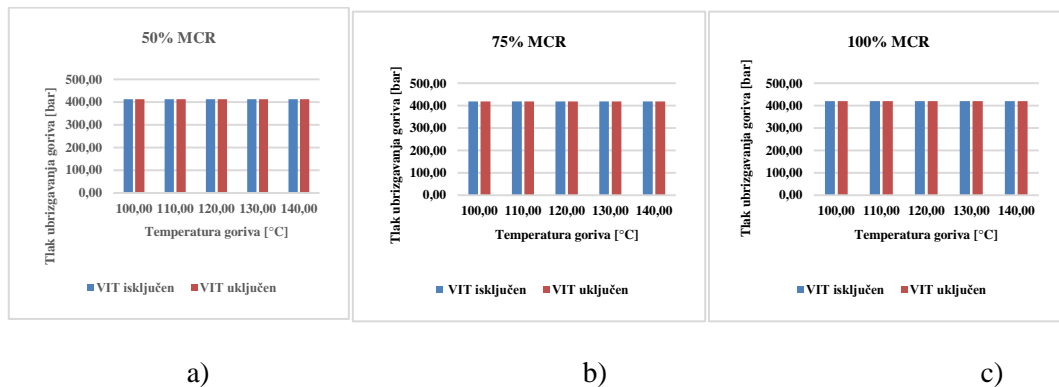 50% MCR
Tlak ubrizgavanja goriva [bar]
500,00
400,00
300,00
200,00
100,00
0,00
100,00 110,00 120,00 130,00 140,00
Temperatura goriva [°C]
VIT isključen VIT uključen
75% MCR
Tlak ubrizgavanja goriva [bar]
500,00
400,00
300,00
200,00
100,00
0,00
100,00 110,00 120,00 130,00 140,00
Temperatura goriva [°C]
VIT isključen VIT uključen
100% MCR
Tlak ubrizgavanja goriva [bar]
500,00
400,00
300,00
200,00
100,00
0,00
100,00 110,00 120,00 130,00 140,00
Temperatura goriva [°C]
VIT isključen VIT uključen
a) b) c)